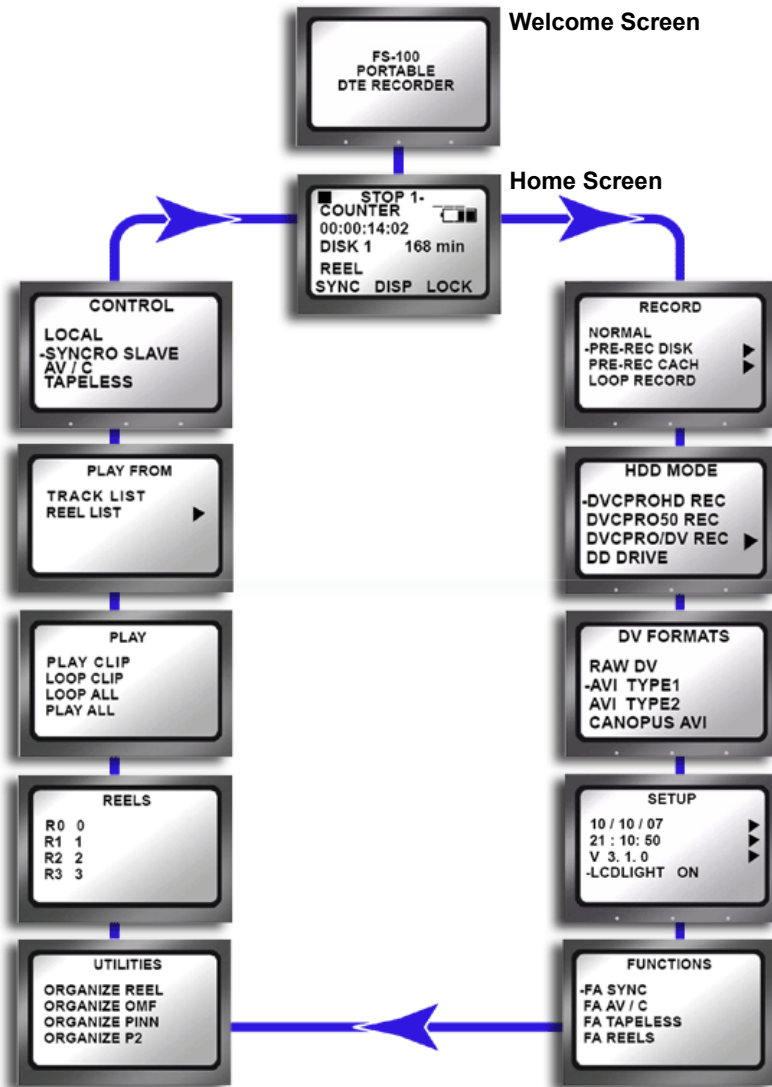 Welcome Screen
FS-100
PORTABLE
DTE RECORDER
Home Screen
STOP 1-
COUNTER
00:00:14:02
DISK 1 168 min
REEL
SYNC DISP LOCK
CONTROL
LOCAL
-SYNCRO SLAVE
AV / C
TAPELESS
RECORD
NORMAL
-PRE-REC DISK
PRE-REC CACH
LOOP RECORD
PLAY FROM
TRACK LIST
REEL LIST
HDD MODE
-DVCPROHD REC
DVCPRO50 REC
DVCPRO/DV REC
DD DRIVE
PLAY
PLAY CLIP
LOOP CLIP
LOOP ALL
PLAY ALL
DV FORMATS
RAW DV
-AVI TYPE1
AVI TYPE2
CANOPUS AVI
REELS
R0 0
R1 1
R2 2
R3 3
SETUP
10 / 10 / 07
21 : 10: 50
V 3. 1. 0
-LCDLIGHT ON
UTILITIES
ORGANIZE REEL
ORGANIZE OMF
ORGANIZE PINN
ORGANIZE P2
FUNCTIONS
-FA SYNC
FA AV / C
FA TAPELESS
FA REELS